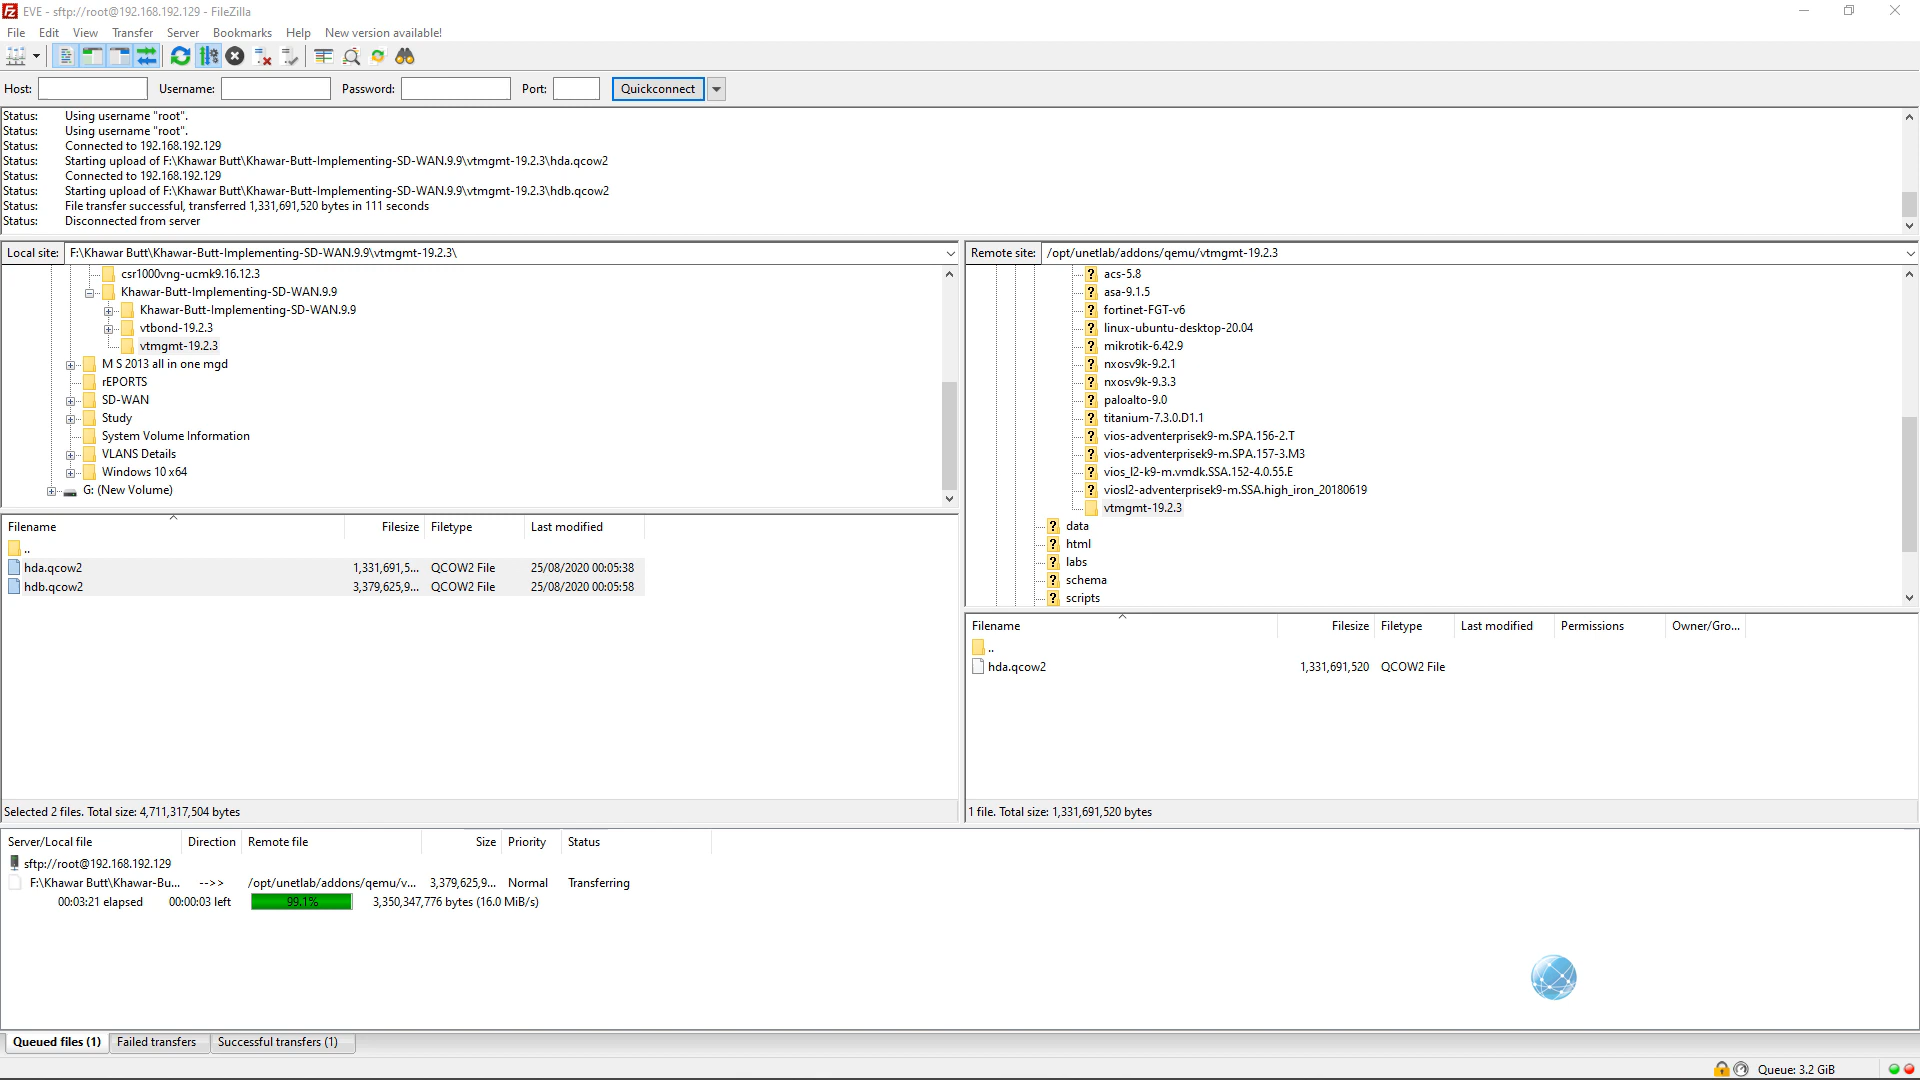 EVE - sftp://root@192.168.192.129 - FileZilla
File Edit View Transfer Server Bookmarks Help New version available!
Host: Username: Password: Port: Quickconnect
Status: Using username "root".
Status: Using username "root".
Status: Connected to 192.168.192.129
Status: Starting upload of F:\Khawar Butt\Khawar-Butt-Implementing-SD-WAN.9.9\vtmgmt-19.2.3\hda.qcow2
Status: Connected to 192.168.192.129
Status: Starting upload of F:\Khawar Butt\Khawar-Butt-Implementing-SD-WAN.9.9\vtmgmt-19.2.3\hdb.qcow2
Status: File transfer successful, transferred 1,331,691,520 bytes in 111 seconds
Status: Disconnected from server
Local site: F:\Khawar Butt\Khawar-Butt-Implementing-SD-WAN.9.9\vtmgmt-19.2.3\
csr1000vng-ucmk9.16.12.3
Khawar-Butt-Implementing-SD-WAN.9.9
Khawar-Butt-Implementing-SD-WAN.9.9
vtbond-19.2.3
vtmgmt-19.2.3
M S 2013 all in one mgd
rEPORTS
SD-WAN
Study
System Volume Information
VLANS Details
Windows 10 x64
G: (New Volume)
Filename Filesize Filetype Last modified
..
hda.qcow2 1,331,691,5... QCOW2 File 25/08/2020 00:05:38
hdb.qcow2 3,379,625,9... QCOW2 File 25/08/2020 00:05:58
Selected 2 files. Total size: 4,711,317,504 bytes
Remote site: /opt/unetlab/addons/qemu/vtmgmt-19.2.3
acs-5.8
asa-9.1.5
fortinet-FGT-v6
linux-ubuntu-desktop-20.04
mikrotik-6.42.9
nxosv9k-9.2.1
nxosv9k-9.3.3
paloalto-9.0
titanium-7.3.0.D1.1
vios-adventerprisek9-m.SPA.156-2.T
vios-adventerprisek9-m.SPA.157-3.M3
vios_l2-k9-m.vmdk.SSA.152-4.0.55.E
viosl2-adventerprisek9-m.SSA.high_iron_20180619
vtmgmt-19.2.3
data
html
labs
schema
scripts
Filename Filesize Filetype Last modified Permissions Owner/Gro...
..
hda.qcow2 1,331,691,520 QCOW2 File
1 file. Total size: 1,331,691,520 bytes
Server/Local file Direction Remote file Size Priority Status
sftp://root@192.168.192.129
F:\Khawar Butt\Khawar-Bu... -->> /opt/unetlab/addons/qemu/v... 3,379,625,9... Normal Transferring
00:03:21 elapsed 00:00:03 left 99.1% 3,350,347,776 bytes (16.0 MiB/s)
Queued files (1) Failed transfers Successful transfers (1)
Queue: 3.2 GiB